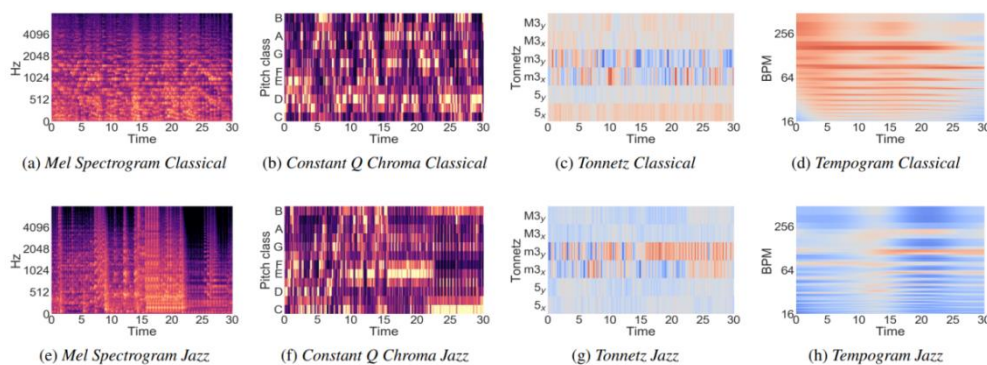 4096
2048
1024
512
0
Hz
0 5 10 15 20 25 30
Time
(a) Mel Spectrogram Classical
B
A
G
F
E
D
C
Pitch class
0 5 10 15 20 25 30
Time
(b) Constant Q Chroma Classical
M3y
M3x
m3y
m3x
5y
5x
Tonnetz
0 5 10 15 20 25 30
Time
(c) Tonnetz Classical
256
64
16
BPM
0 5 10 15 20 25 30
Time
(d) Tempogram Classical
4096
2048
1024
512
0
Hz
0 5 10 15 20 25 30
Time
(e) Mel Spectrogram Jazz
B
A
G
F
E
D
C
Pitch class
0 5 10 15 20 25 30
Time
(f) Constant Q Chroma Jazz
M3y
M3x
m3y
m3x
5y
5x
Tonnetz
0 5 10 15 20 25 30
Time
(g) Tonnetz Jazz
256
64
16
BPM
0 5 10 15 20 25 30
Time
(h) Tempogram Jazz